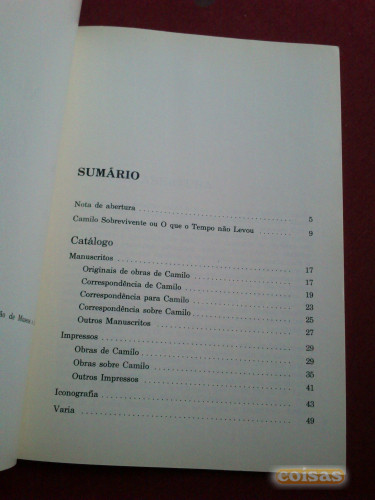 SUMÁRIO
Nota de abertura 5
Camilo Sobrevivente ou O que o Tempo não Levou 9
Catálogo
Manuscritos 17
Originais de obras de Camilo 17
Correspondência de Camilo 19
Correspondência para Camilo 23
Correspondência sobre Camilo 25
Outros Manuscritos 27
Impressos 29
Obras de Camilo 29
Obras sobre Camilo 35
Outros Impressos 41
Iconografia 43
Varia 49
coisas